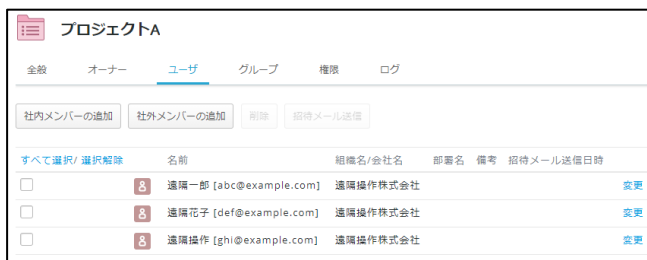 プロジェクトA
全般 オーナー ユーザ グループ 権限 ログ
社内メンバーの追加 社外メンバーの追加 削除 招待メール送信
すべて選択/ 選択解除 名前 組織名/会社名 部署名 備考 招待メール送信日時
遠隔一郎 [abc@example.com] 遠隔操作株式会社 変更
遠隔花子 [def@example.com] 遠隔操作株式会社 変更
遠隔操作 [ghi@example.com] 遠隔操作株式会社 変更